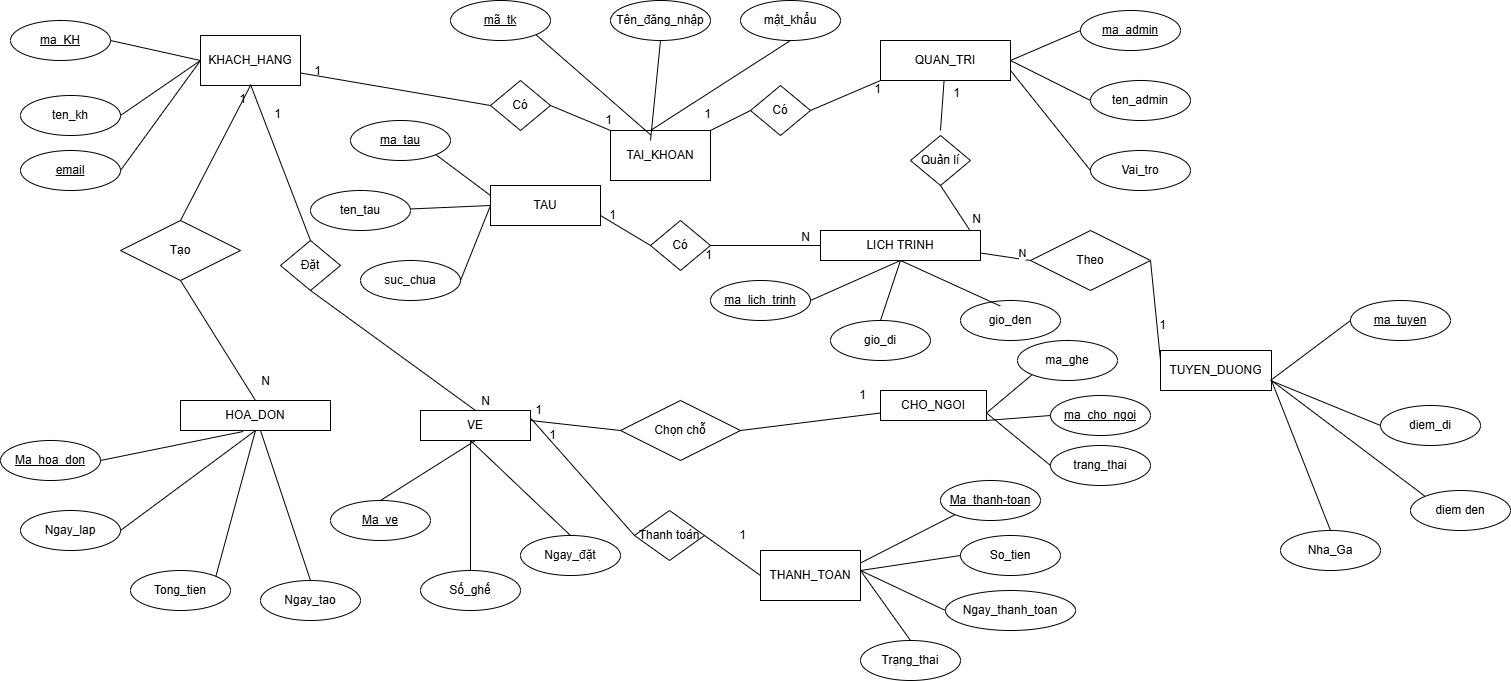 mã_tk
Tên_đăng_nhập
mật_khẩu
ma_admin
ma_KH
KHACH_HANG
QUAN_TRI
1
Có
Có
1
1
1
1
1
1
1
ten_admin
ten_kh
TAI_KHOAN
ma_tau
Quản lí
email
Vai_tro
TAU
ten_tau
1
N
Tạo
Có
1
N
LICH TRINH
N
Theo
Đặt
suc_chua
ma_lich_trinh
gio_den
gio_di
1
ma_tuyen
ma_ghe
TUYEN_DUONG
N
HOA_DON
N
VE
1
1
Chọn chỗ
1
CHO_NGOI
ma_cho_ngoi
diem_di
Ma_hoa_don
trang_thai
Ngay_lap
Ma_ve
Ma_thanh-toan
diem den
Thanh toán
1
Ngay_đặt
So_tien
Nha_Ga
THANH_TOAN
Tong_tien
Số_ghế
Ngay_tao
Ngay_thanh_toan
Trạng_thai